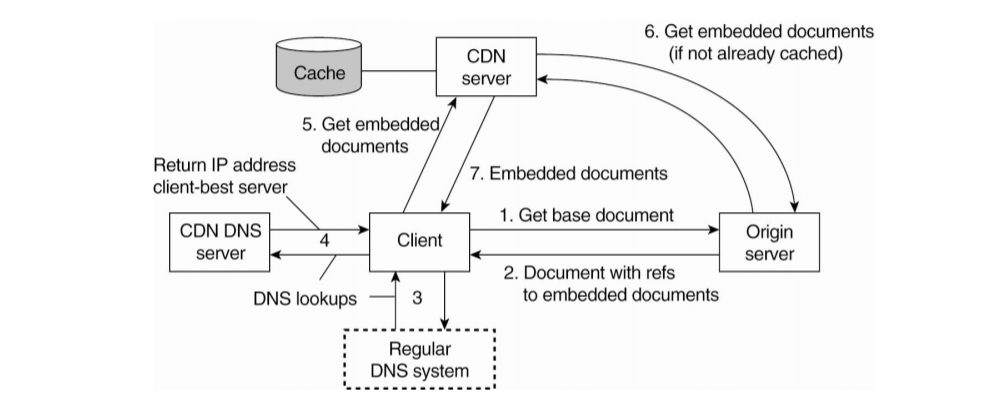 6. Get embedded documents
(if not already cached)
CDN
server
Cache
5. Get embedded
documents
Return IP address
client-best server
7. Embedded documents
1. Get base document
CDN DNS
server
4
Client
Origin
server
2. Document with refs
to embedded documents
DNS lookups
3
Regular
DNS system